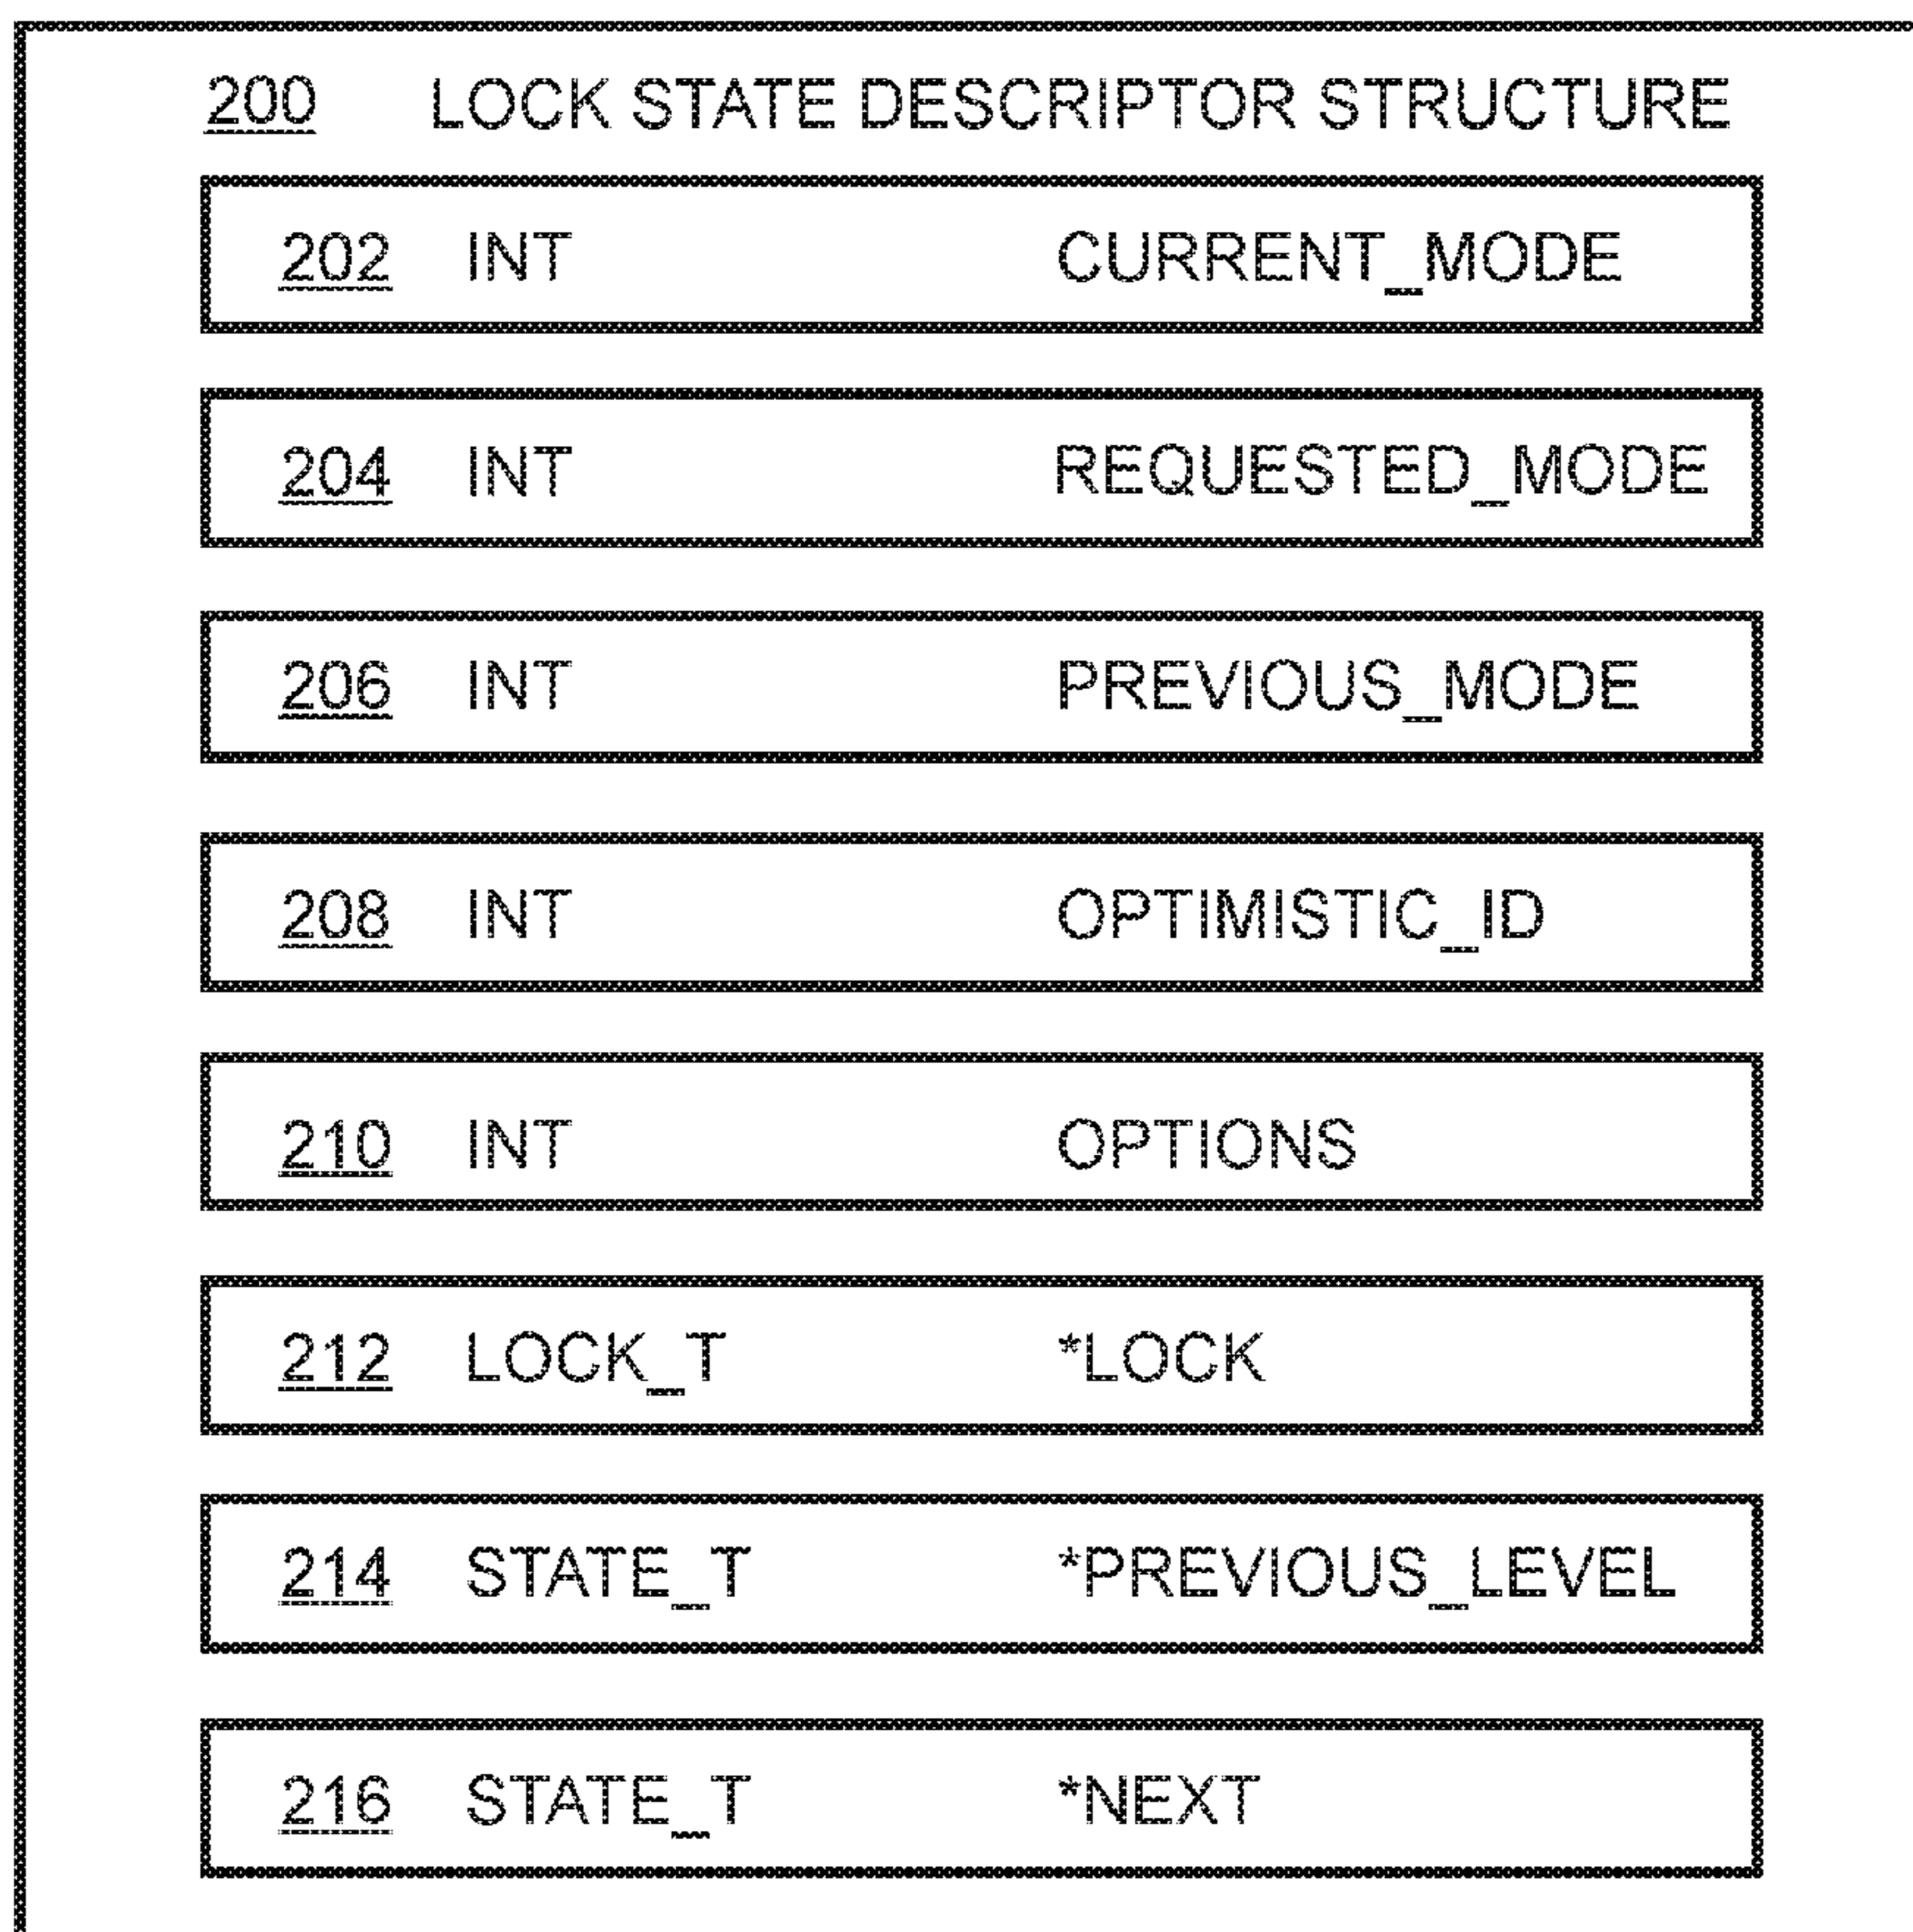 200 LOCK STATE DESCRIPTOR STRUCTURE
202 INT CURRENT_MODE
204 INT REQUESTED_MODE
206 INT PREVIOUS_MODE
208 INT OPTIMISTIC_ID
210 INT OPTIONS
212 LOCK_T *LOCK
214 STATE_T *PREVIOUS_LEVEL
216 STATE_T *NEXT